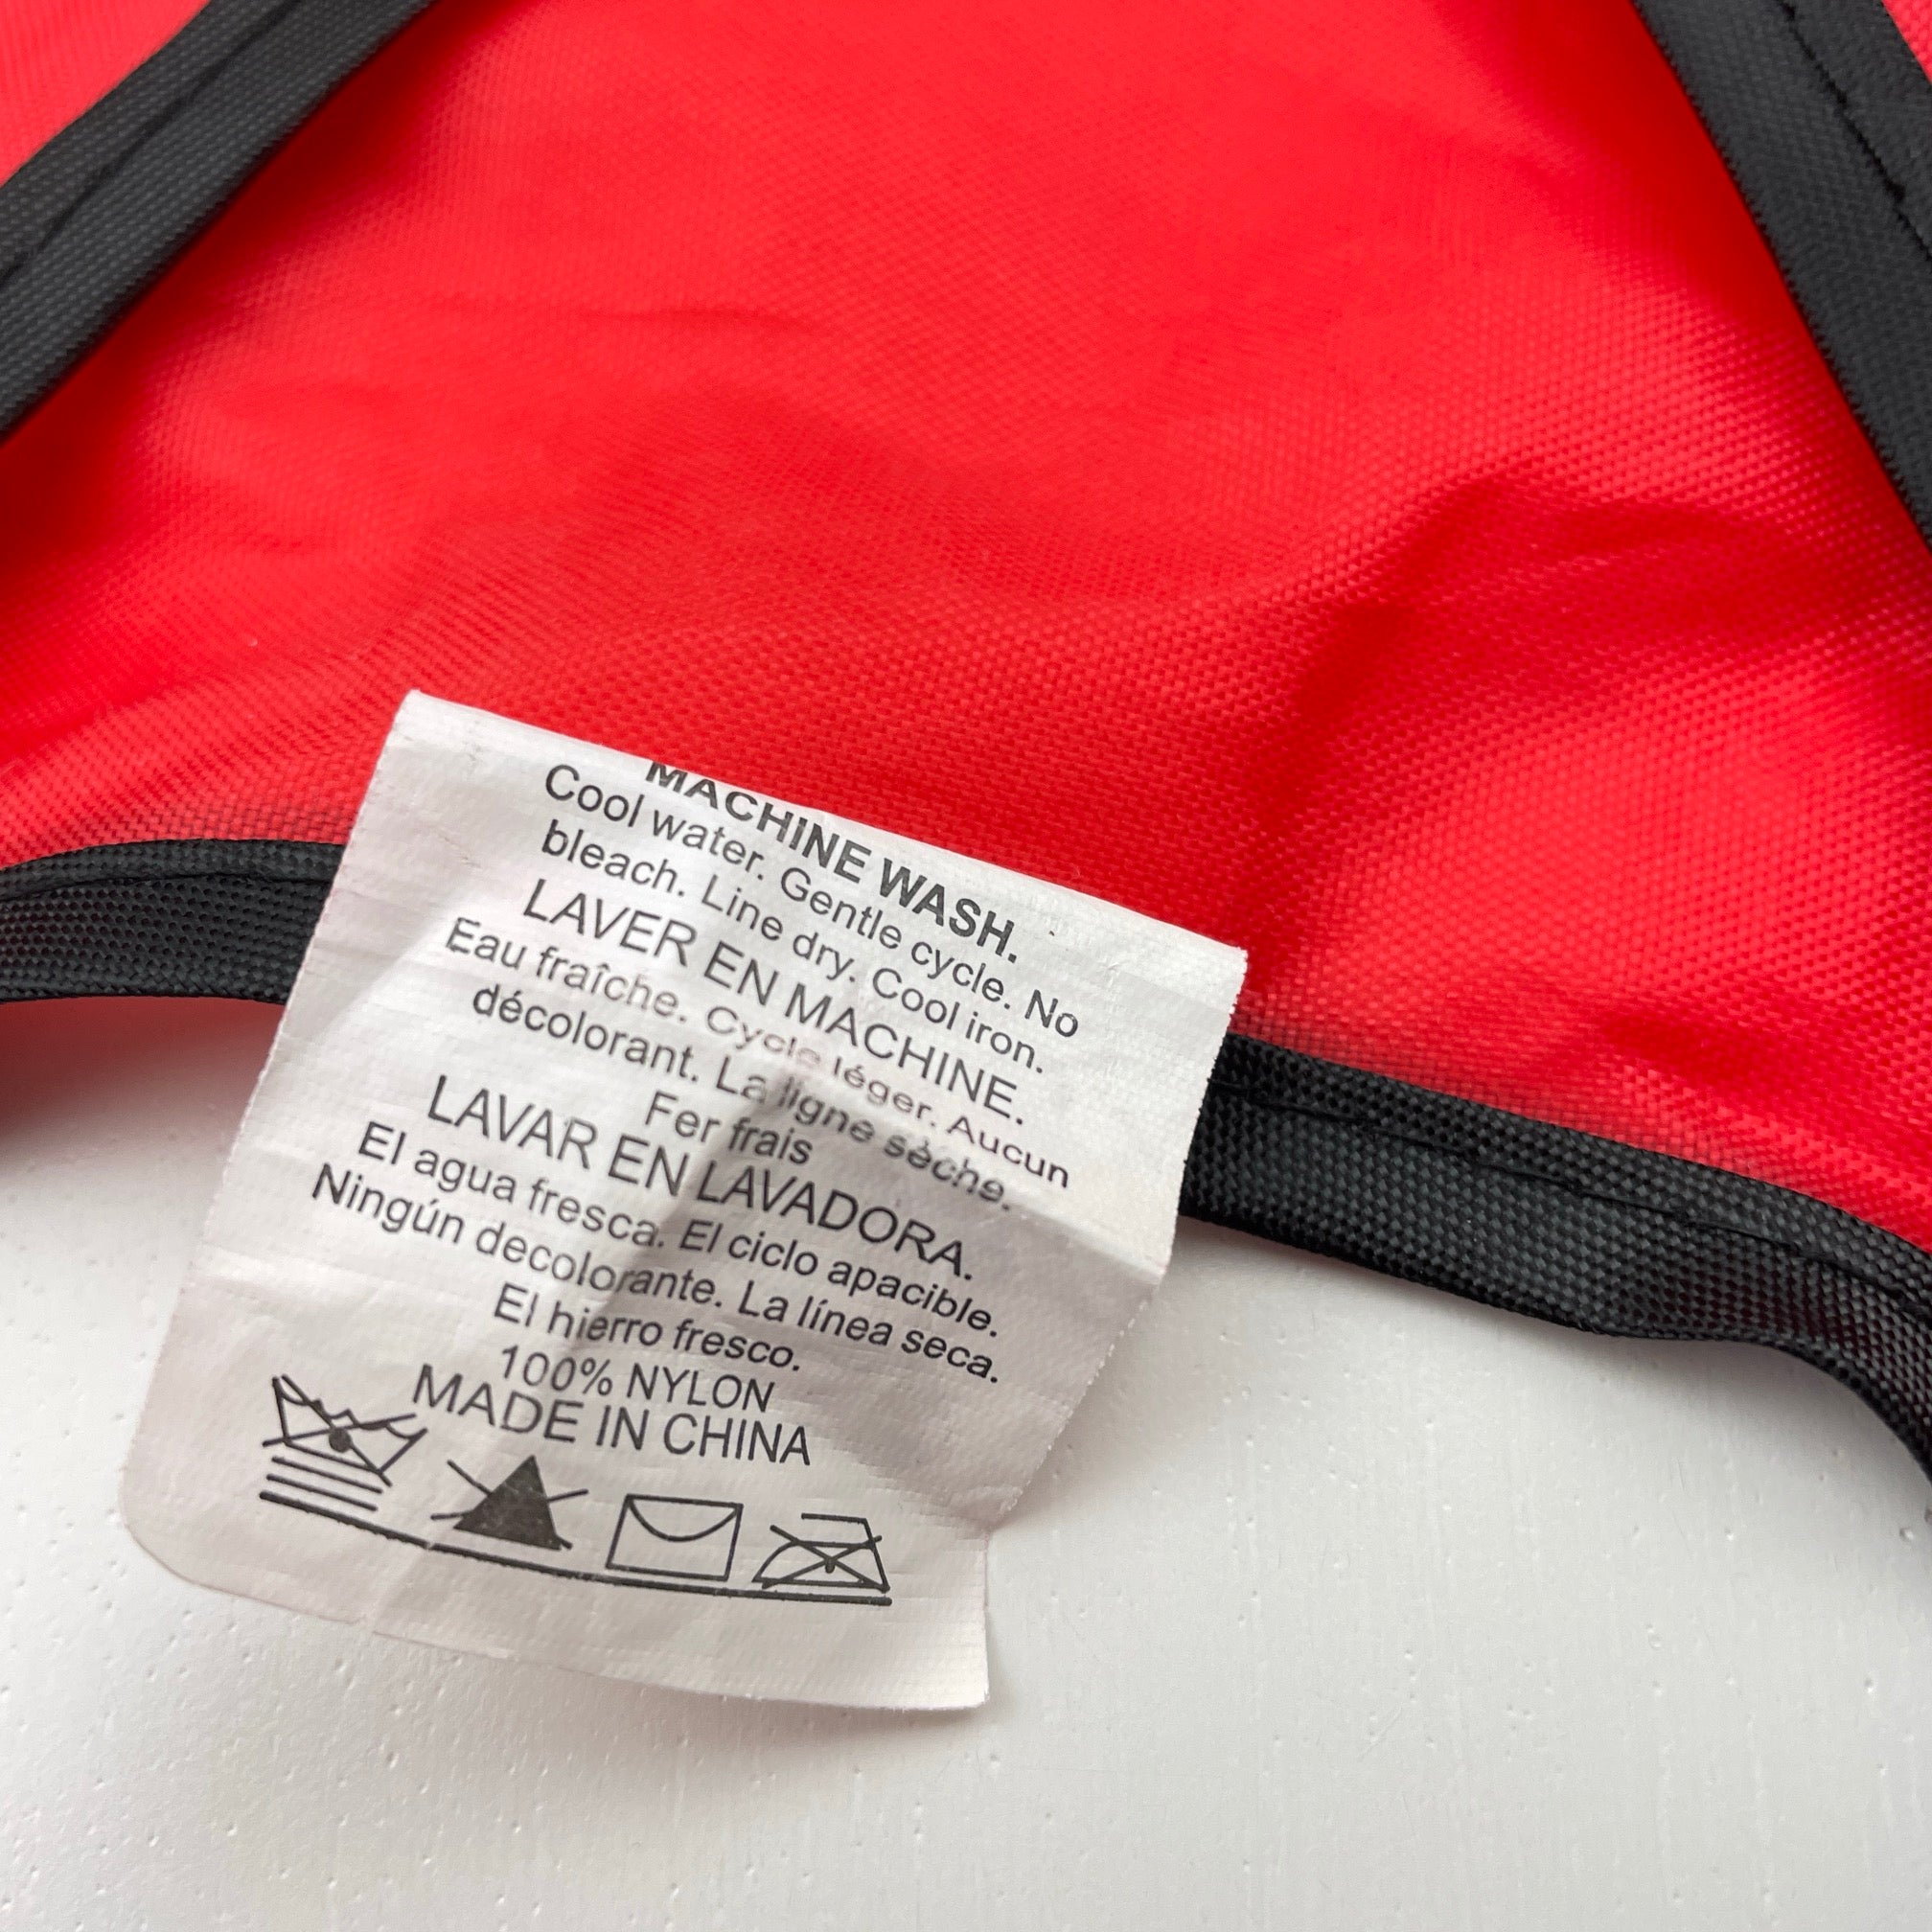 MACHINE WASH.
Cool water. Gentle cycle. No
bleach. Line dry. Cool iron.
LAVER EN MACHINE.
Eau fraîche. Cycle léger. Aucun
décolorant. La ligne sèche.
Fer frais
LAVAR EN LAVADORA.
El agua fresca. El ciclo apacible.
Ningún decolorante. La línea seca.
El hierro fresco.
100% NYLON
MADE IN CHINA